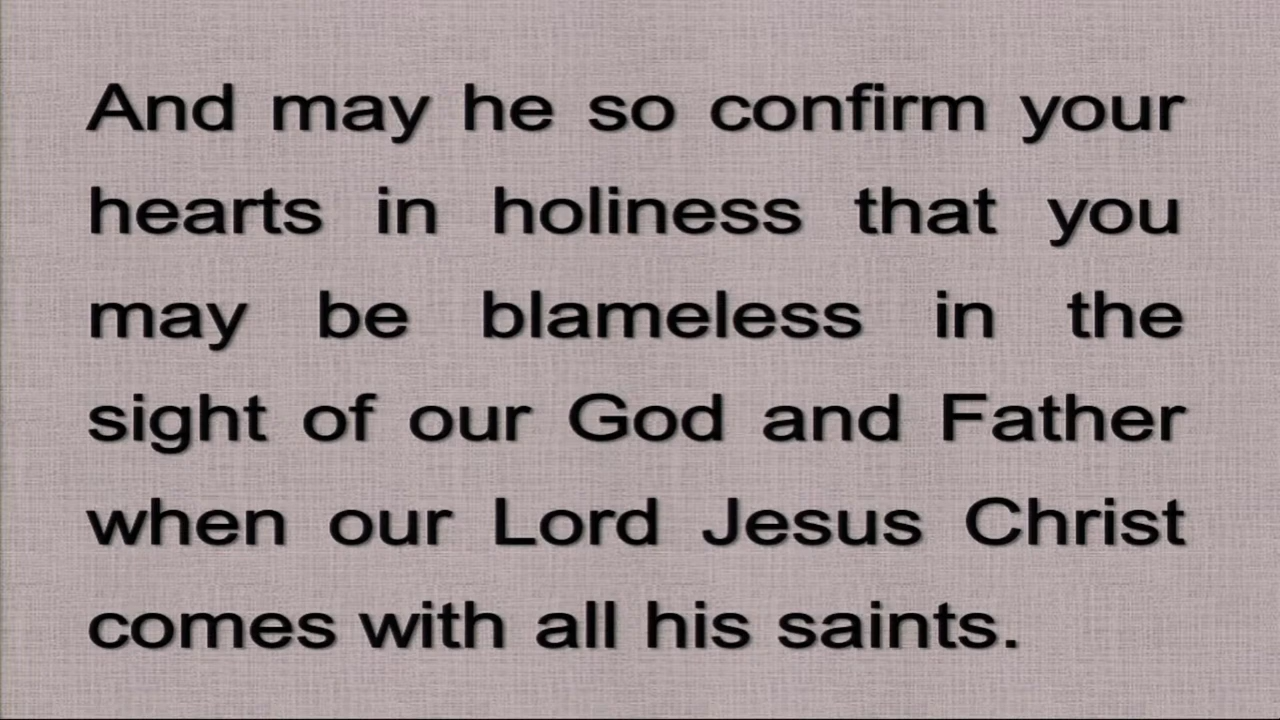 And may he so confirm your
hearts in holiness that you
may be blameless in the
sight of our God and Father
when our Lord Jesus Christ
comes with all his saints.